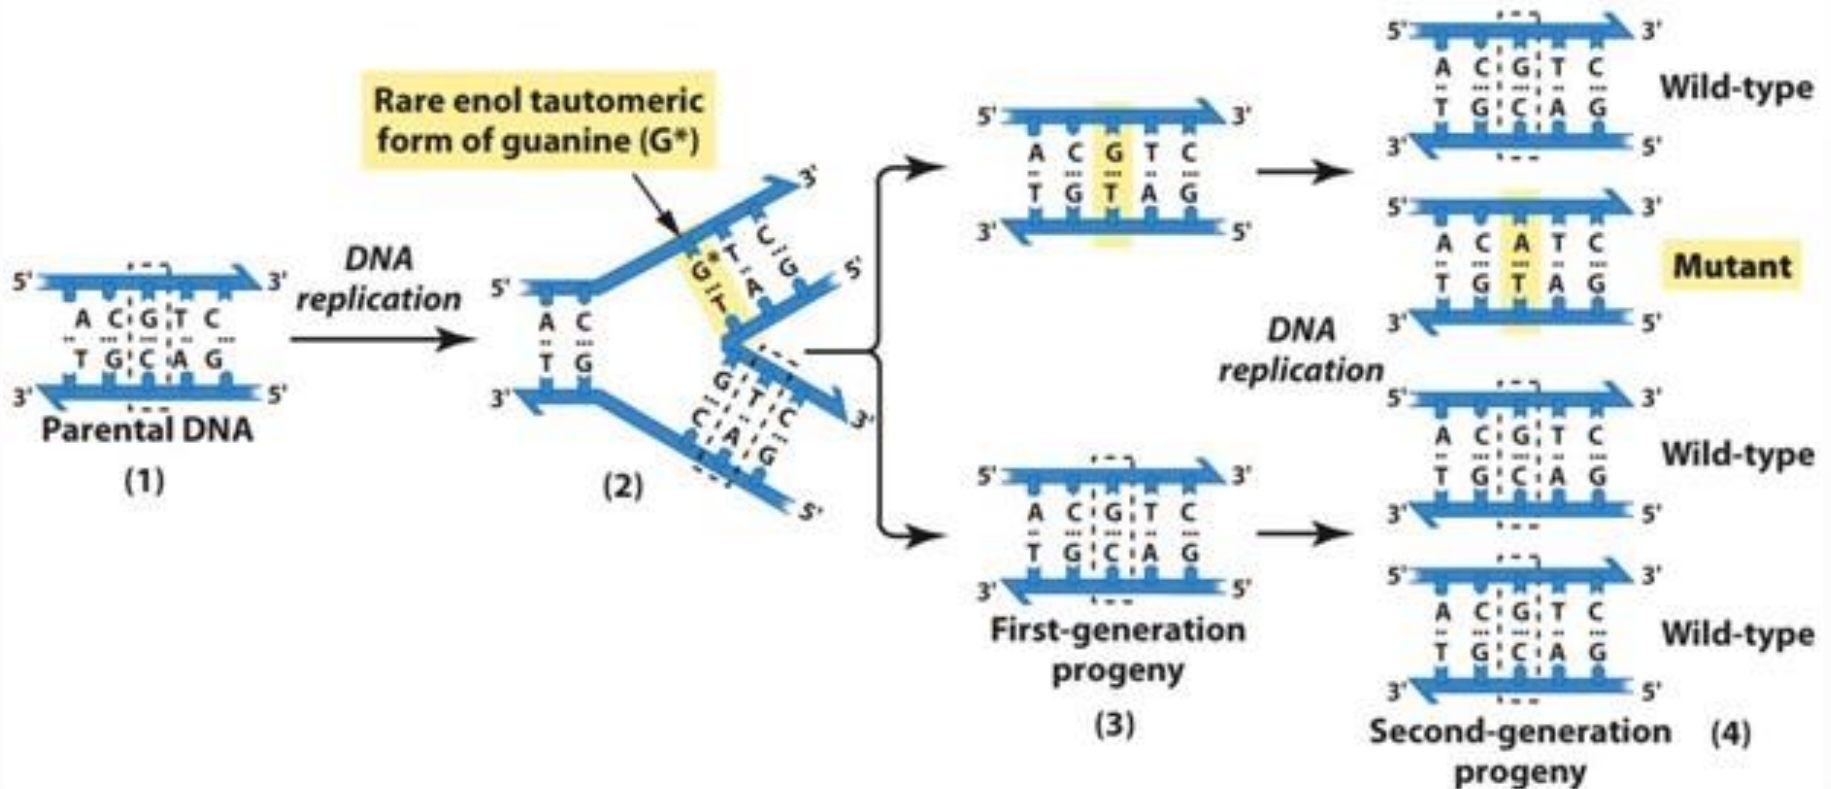 Rare enol tautomeric
form of guanine (G*)
5' 3'
A C G T C
T G C A G
3' 5'
Parental DNA
(1)
DNA
replication
5' 3'
A C G* T C
T G T A G
5'
G T C
3'
C A G
3' 5'
(2)
5' 3'
A C G T C
T G T A G
3' 5'
5' 3'
A C G T C
T G C A G
3' 5'
First-generation
progeny
(3)
DNA
replication
5' 3'
A C G T C
T G C A G
3' 5'
Wild-type
5' 3'
A C A T C
T G T A G
3' 5'
Mutant
5' 3'
A C G T C
T G C A G
3' 5'
Wild-type
5' 3'
A C G T C
T G C A G
3' 5'
Wild-type
Second-generation
progeny
(4)